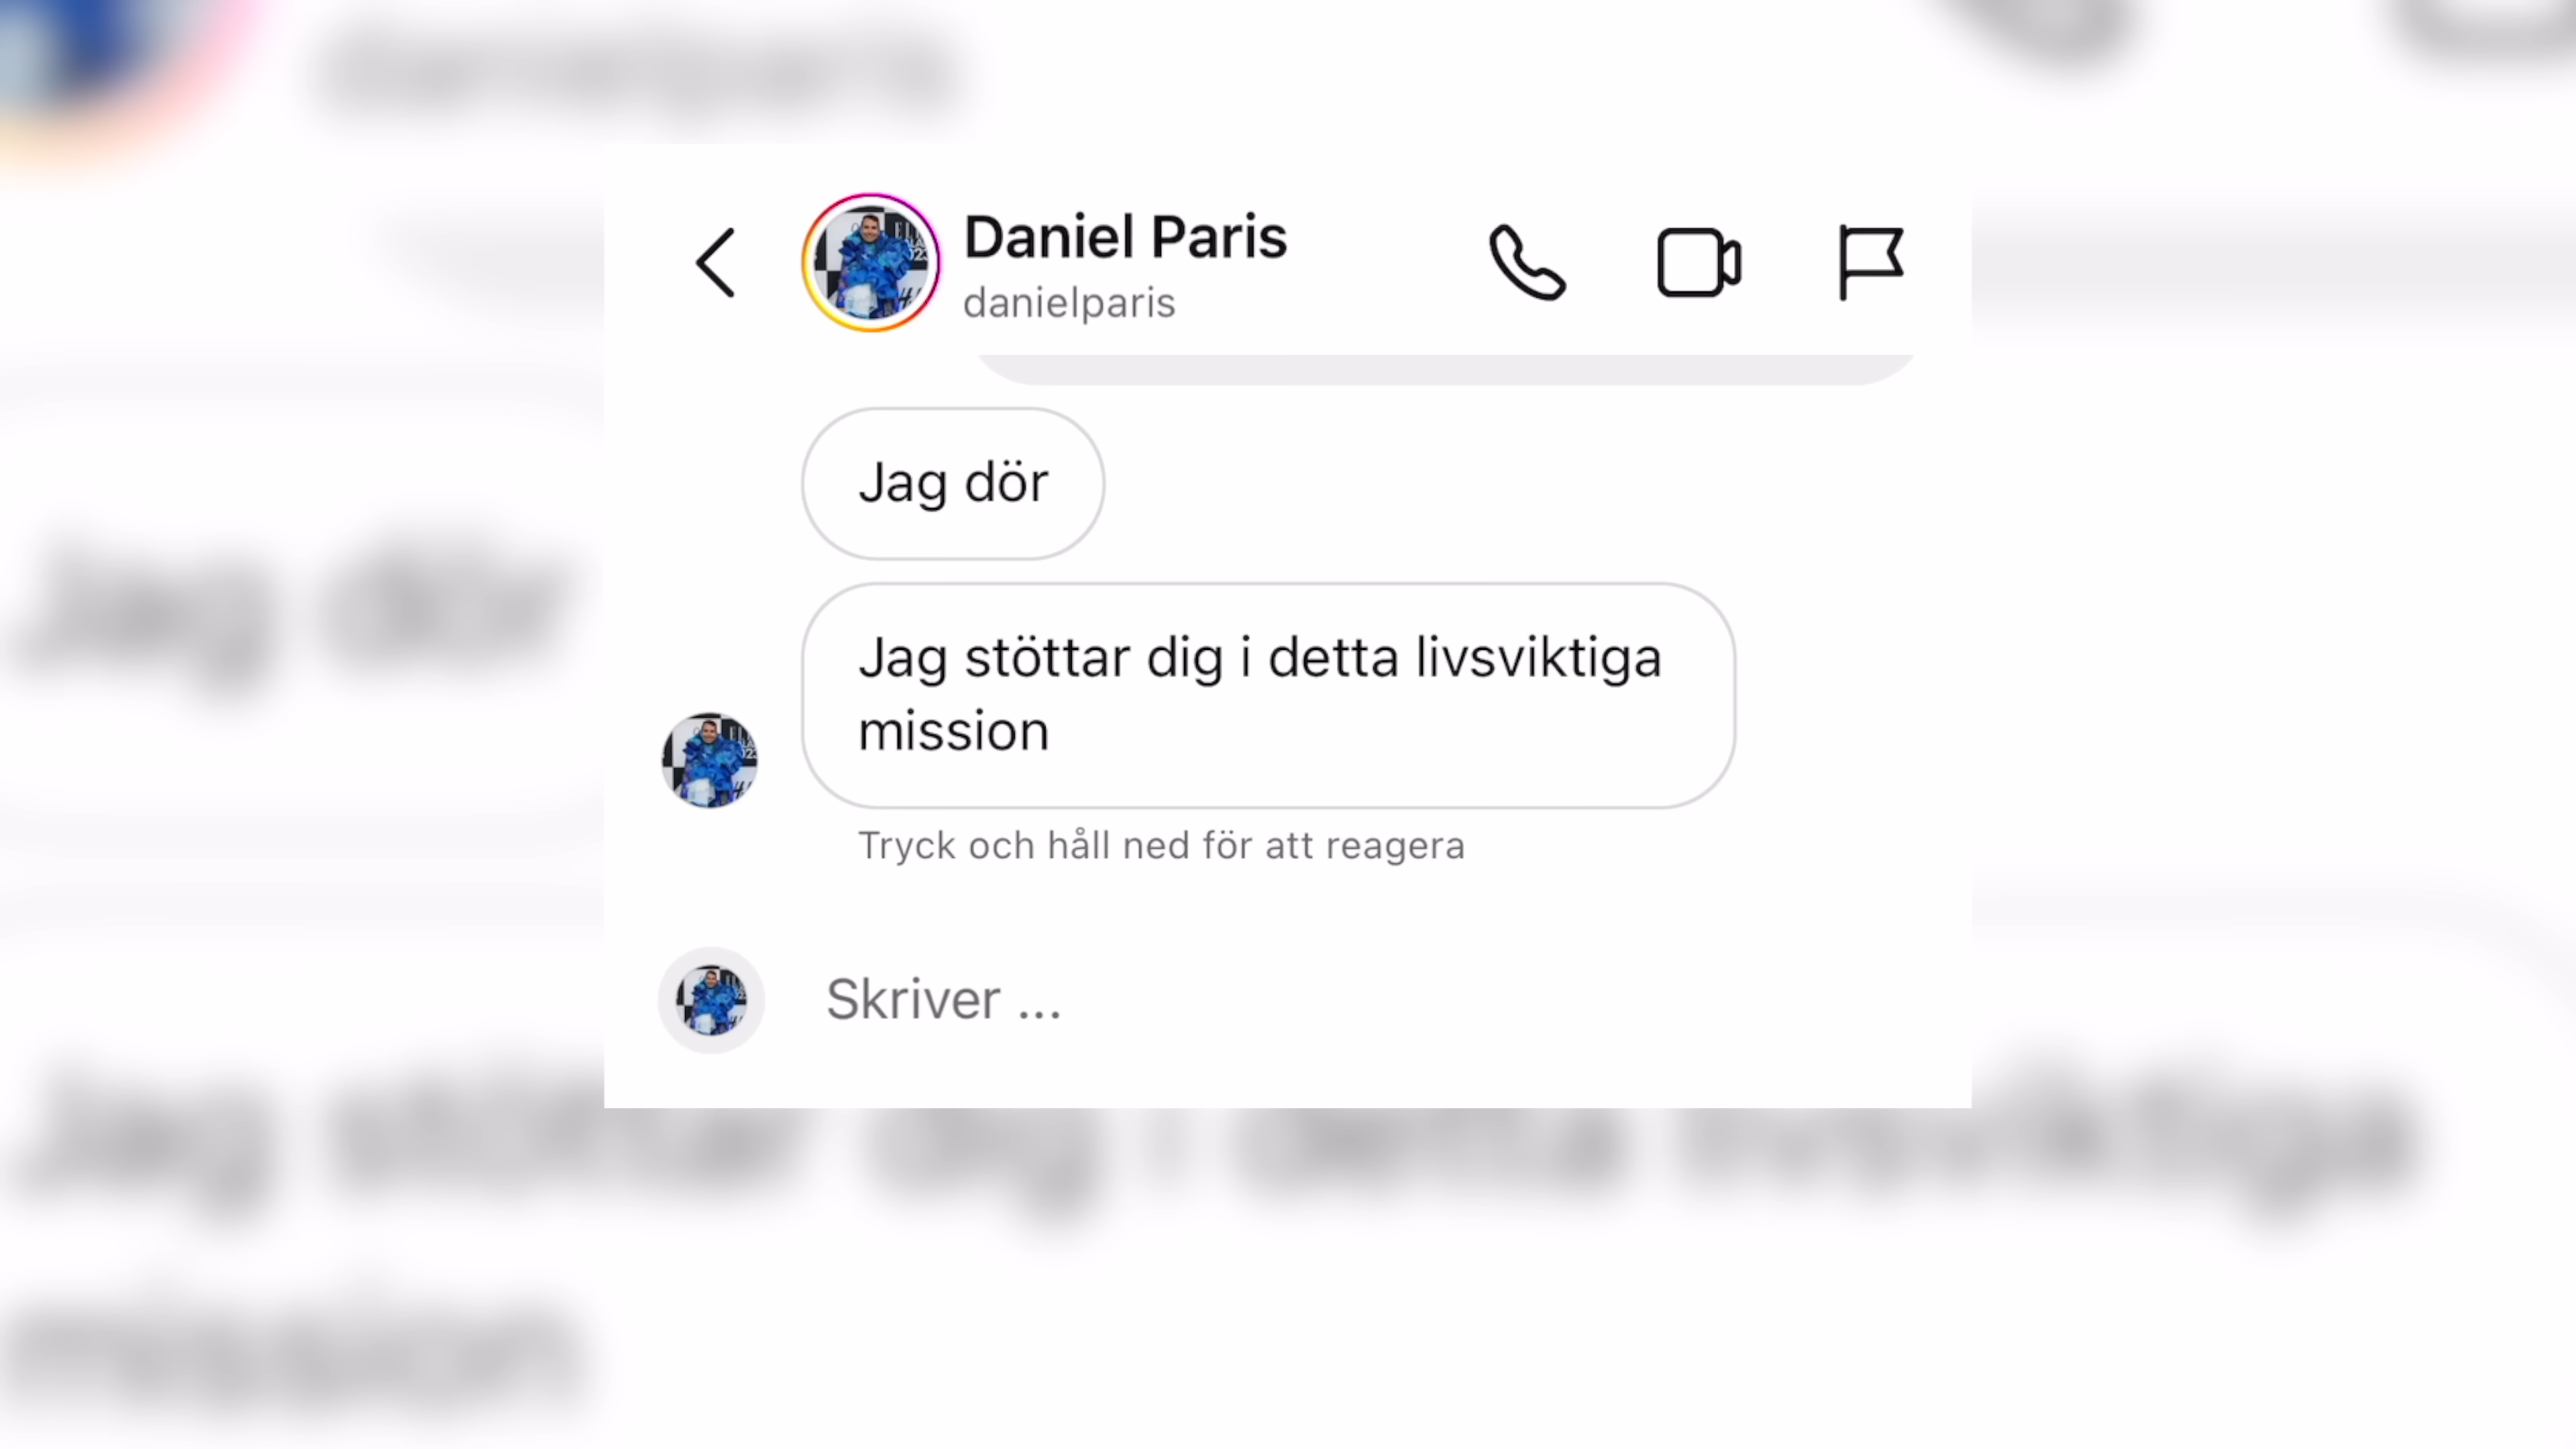 Daniel Paris
danielparis
Jag dör
Jag stöttar dig i detta livsviktiga
mission
Tryck och håll ned för att reagera
Skriver ...